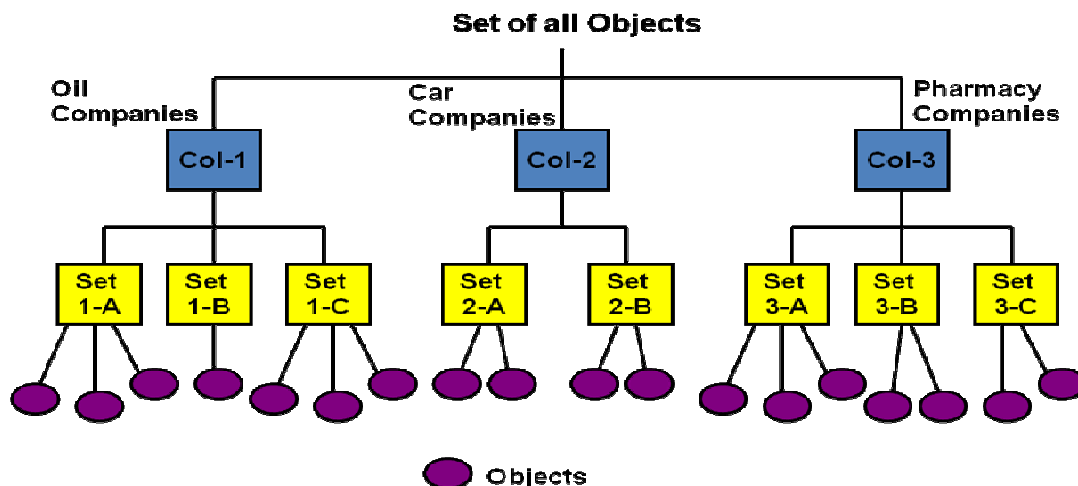 Set of all Objects
Oil
Companies
Car
Companies
Pharmacy
Companies
Col-1
Col-2
Col-3
Set
1-A
Set
1-B
Set
1-C
Set
2-A
Set
2-B
Set
3-A
Set
3-B
Set
3-C
Objects